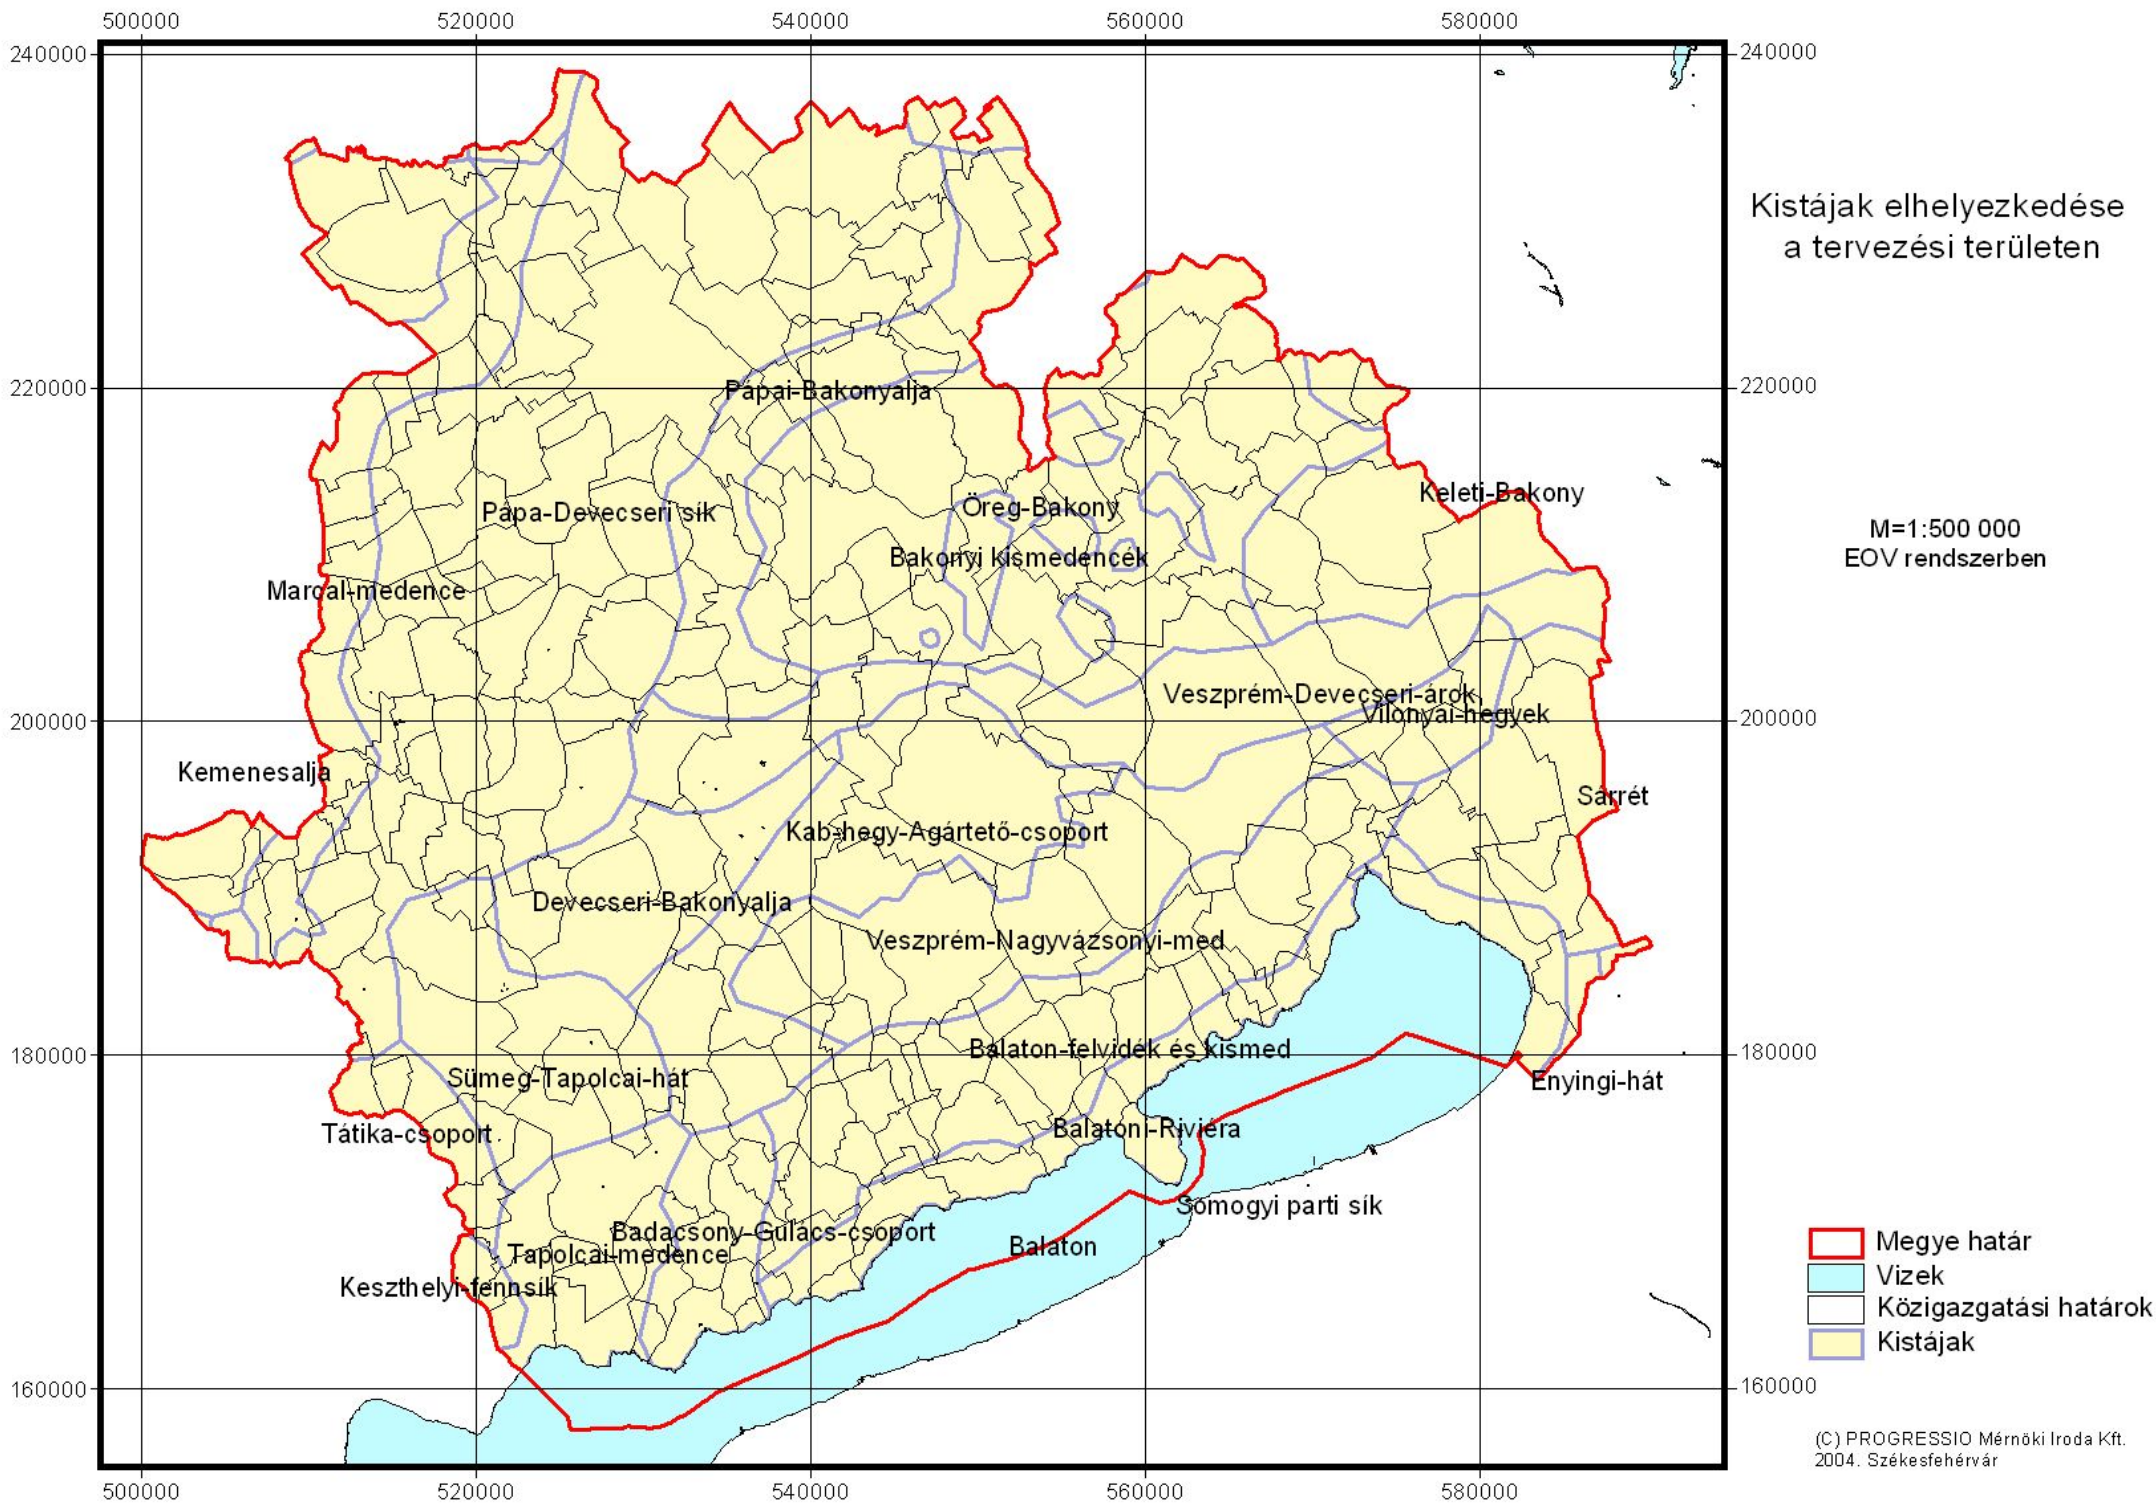 500000 520000 540000 560000 580000
240000 240000
Kistájak elhelyezkedése
a tervezési területen
220000 220000
Pápai-Bakonyalja
Keleti-Bakony
Öreg-Bakony
Pápa-Devecseri sík
M=1:500 000
EOV rendszerben
Bakonyi kismedencék
Marcal-medence
Veszprém-Devecseri-árok
Vilonyai-hegyek
200000 200000
Kemenesalja
Sárrét
Kab-hegy-Agártető-csoport
Devecseri-Bakonyalja
Veszprém-Nagyvázsonyi-med
Balaton-felvidék és kismed
180000 180000
Sümeg-Tapolcai-hát
Enyingi-hát
Tátika-csoport
Balatoni-Riviéra
Somogyi parti sík
Badacsony-Gulács-csoport
Balaton
Tapolcai-medence
Keszthelyi-fennsík
Megye határ
Vizek
Közigazgatási határok
Kistájak
160000 160000
(C) PROGRESSIO Mérnöki Iroda Kft.
2004. Székesfehérvár
500000 520000 540000 560000 580000